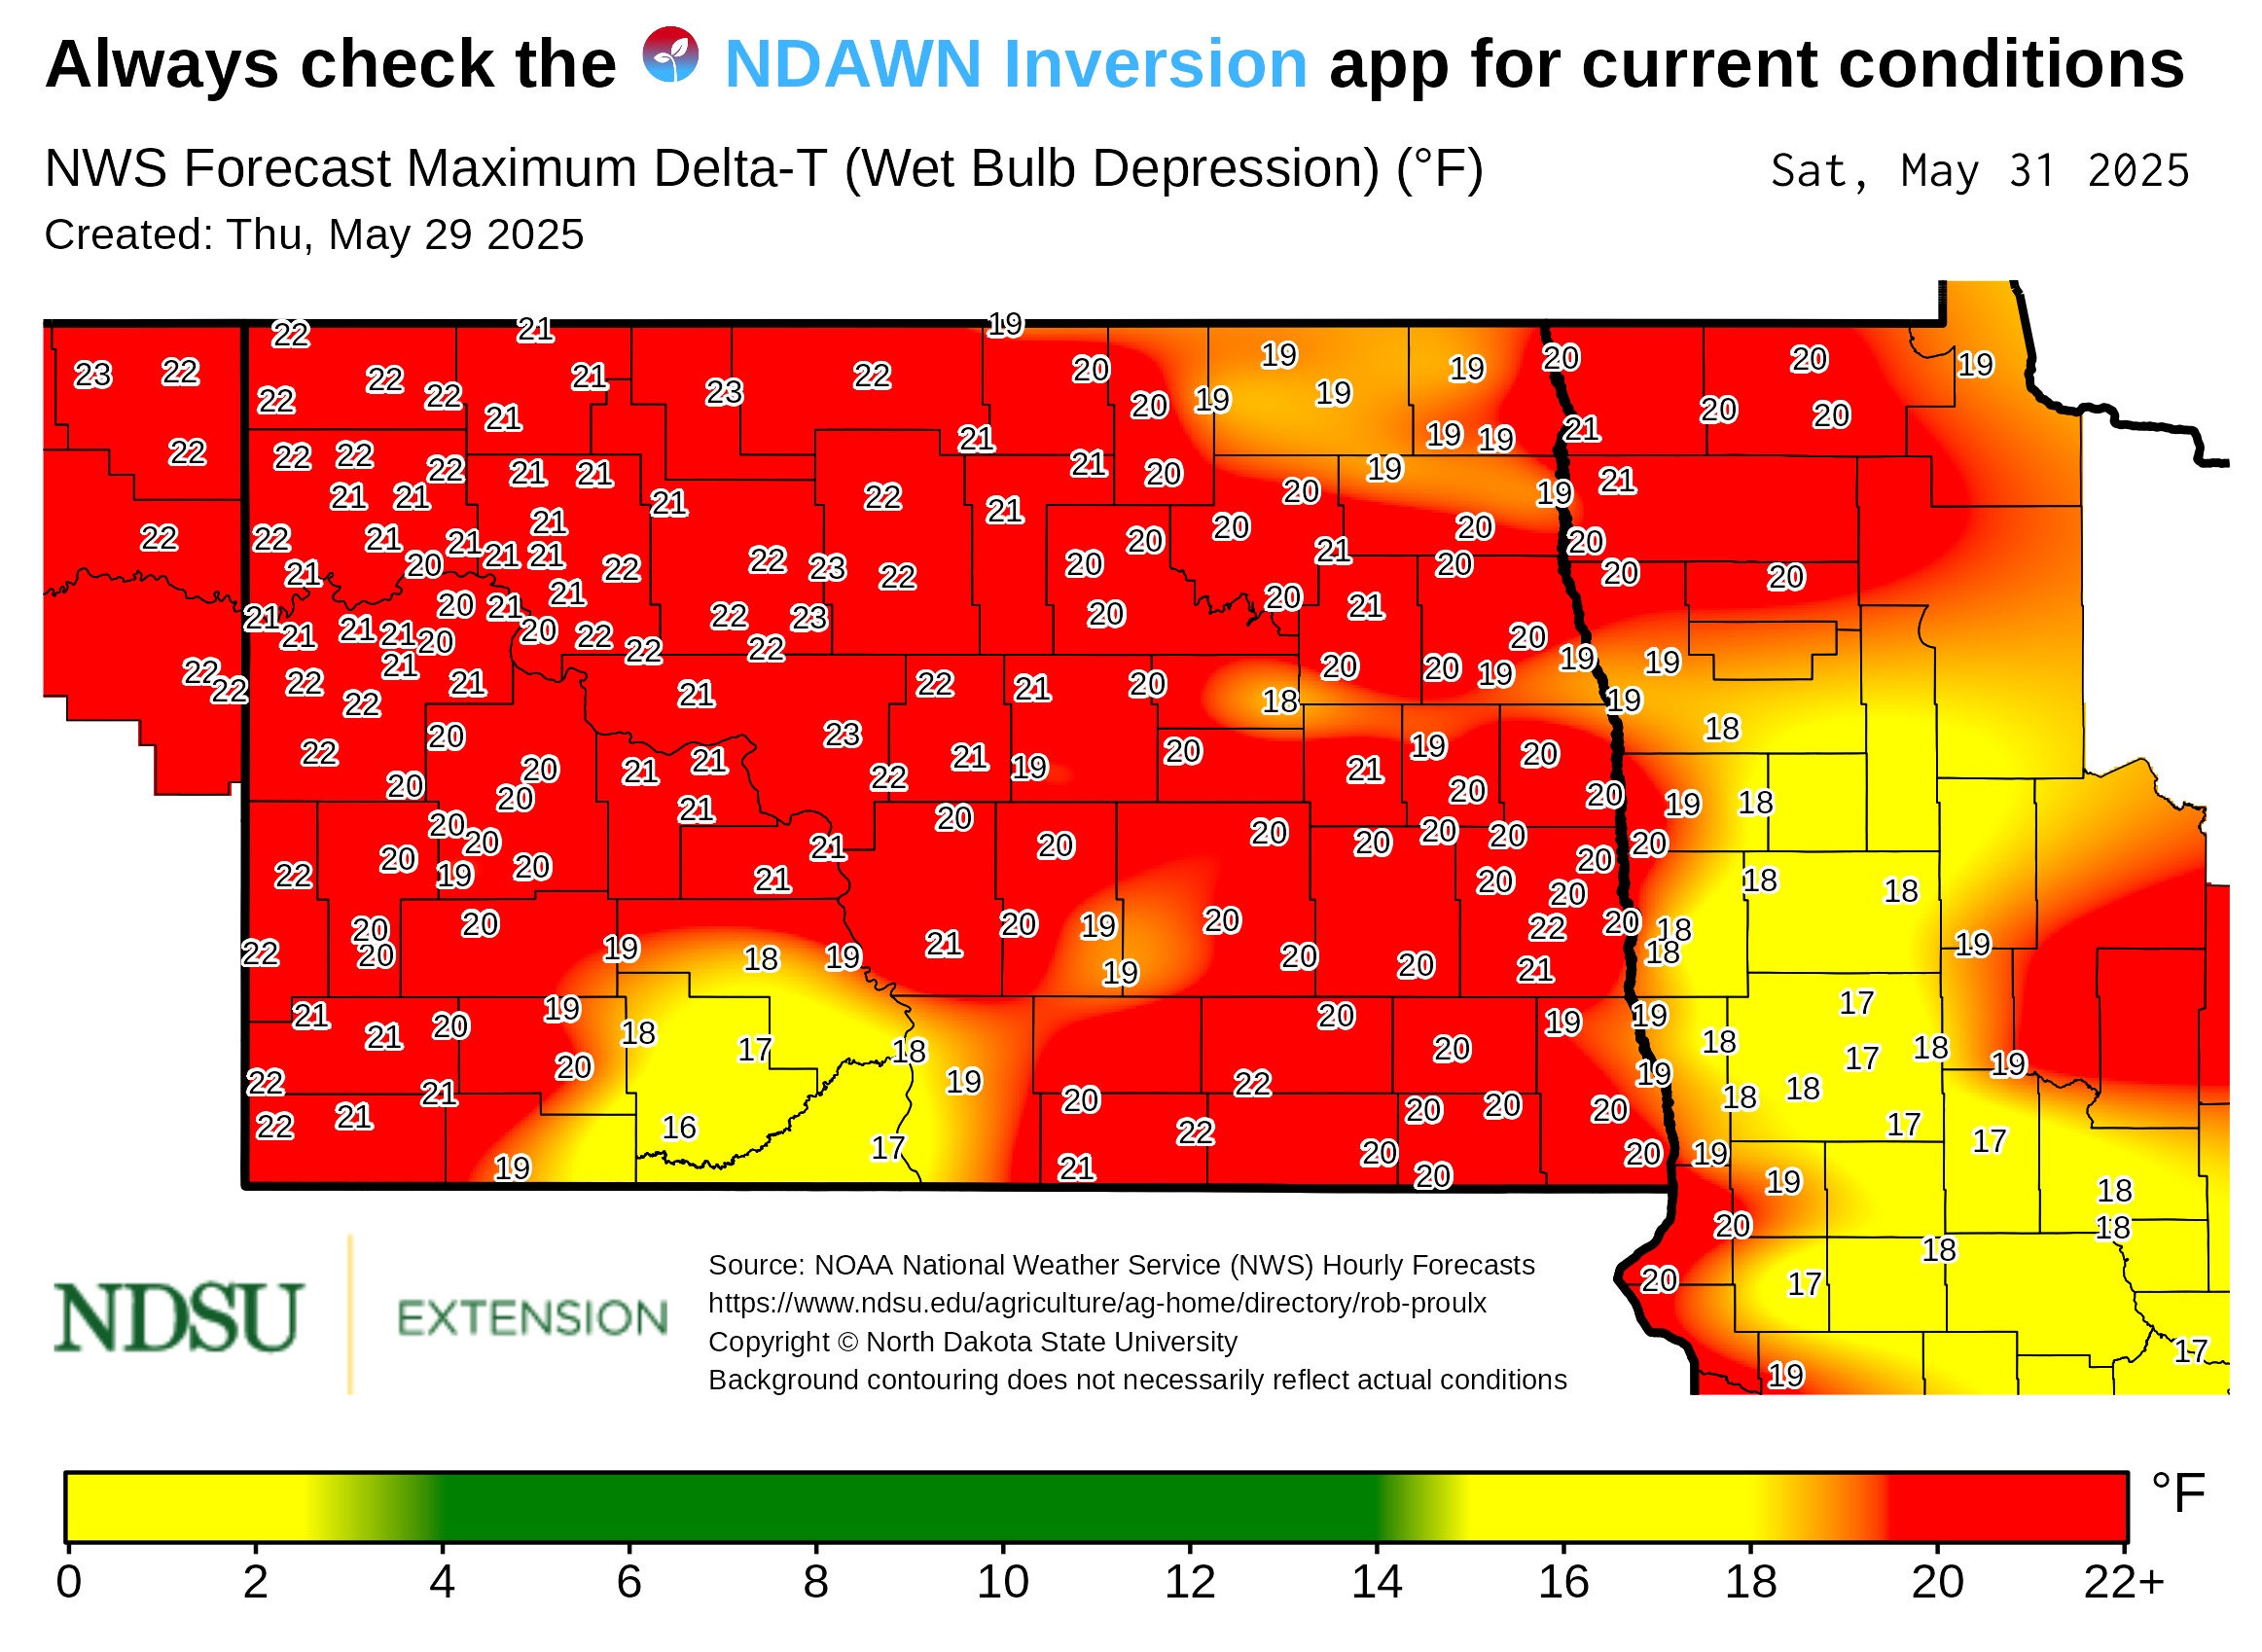 Always check the NDAWN Inversion app for current conditions
NWS Forecast Maximum Delta-T (Wet Bulb Depression) (°F)
Sat, May 31 2025
Created: Thu, May 29 2025
22 21 19
23 22 22 22 21 23 22 20 19 19 20 20 19
22 22 21 20 19 19 20 20
22 22 22 22 21 21 21 21 20 19 19 19 21
21 21 21 22 21 20 19 21
22 22 21 21 21 21 21 22 22 23 22 20 20 20 21 20 20
21 20 20 21 21 22 23 20 20 21 20 20 20
21 21 21 21 20 20 22 22 22 20 19 19
22 22 22 21 21 21 22 21 20 18 20 20 19 19
22 22 20 23 18
22 20 20 20 21 21 21 22 21 19 20 21 19 20 20 20 19 18
20 20 20 20 19 21 21 20 20 20 20 20 20 20
22 20 20 21 20 20 18 18
22 20 20 20 19 18 19 21 20 19 20 20 20 22 20 18 18 19
21 21 20 19 18 17 18 19 20 19 19 18 17
22 20 19 20 22 20 19 17 18 19
22 21 21 16 17 20 22 20 20 20 18 18 17 17
19 21 20 20 20 19 19 18
20 18 18
20 17
19 17
NDSU EXTENSION
Source: NOAA National Weather Service (NWS) Hourly Forecasts
https://www.ndsu.edu/agriculture/ag-home/directory/rob-proulx
Copyright © North Dakota State University
Background contouring does not necessarily reflect actual conditions
°F
0 2 4 6 8 10 12 14 16 18 20 22+